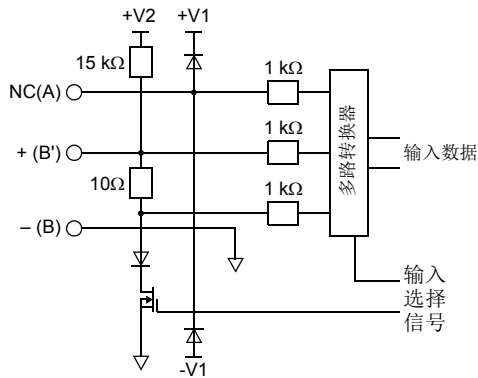 +V2
+V1
15 kΩ
1 kΩ
NC(A)
1 kΩ
+ (B')
10Ω
1 kΩ
– (B)
多路转换器
输入数据
输入
选择
信号
-V1